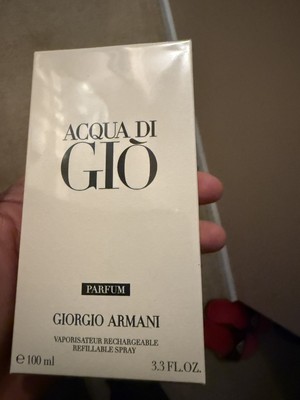 ACQUA DI
GIÒ
PARFUM
GIORGIO ARMANI
VAPORISATEUR RECHARGEABLE
REFILLABLE SPRAY
℮ 100 ml 3.3 FL.OZ.